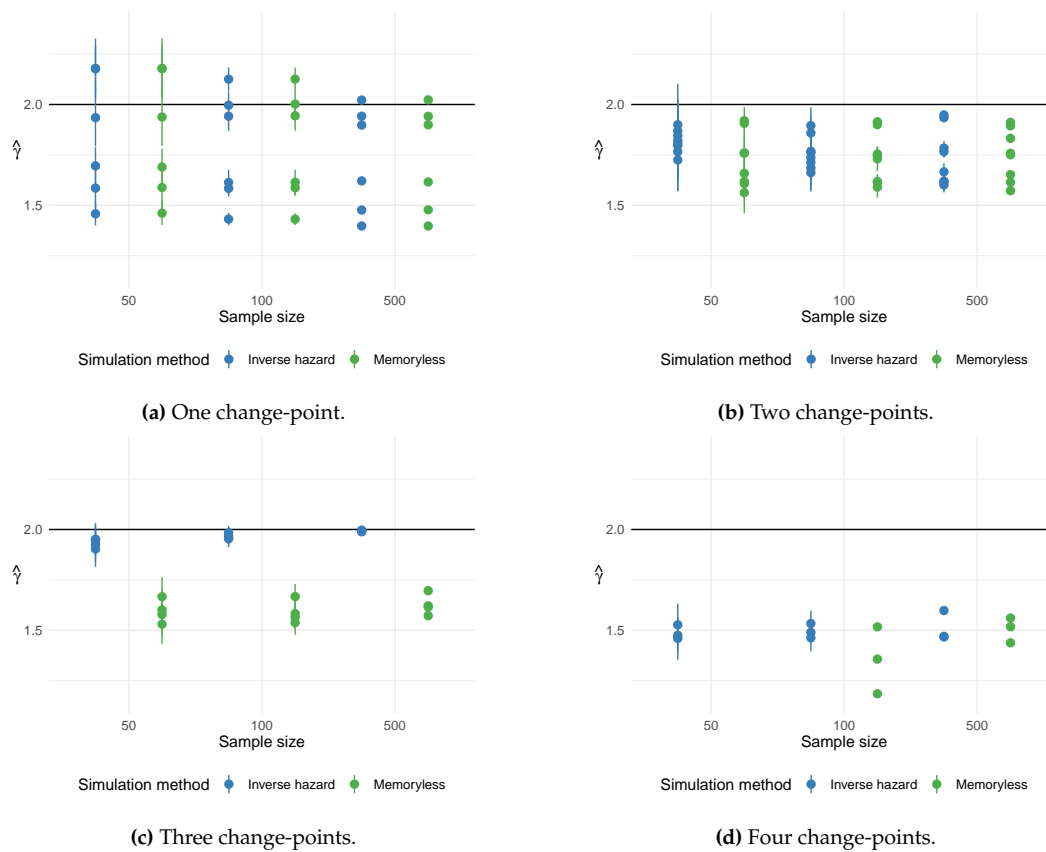 2.0
1.5
γ̂
50 100 500
Sample size
Simulation method Inverse hazard Memoryless
(a) One change-point.
2.0
1.5
γ̂
50 100 500
Sample size
Simulation method Inverse hazard Memoryless
(b) Two change-points.
2.0
1.5
γ̂
50 100 500
Sample size
Simulation method Inverse hazard Memoryless
(c) Three change-points.
2.0
1.5
γ̂
50 100 500
Sample size
Simulation method Inverse hazard Memoryless
(d) Four change-points.